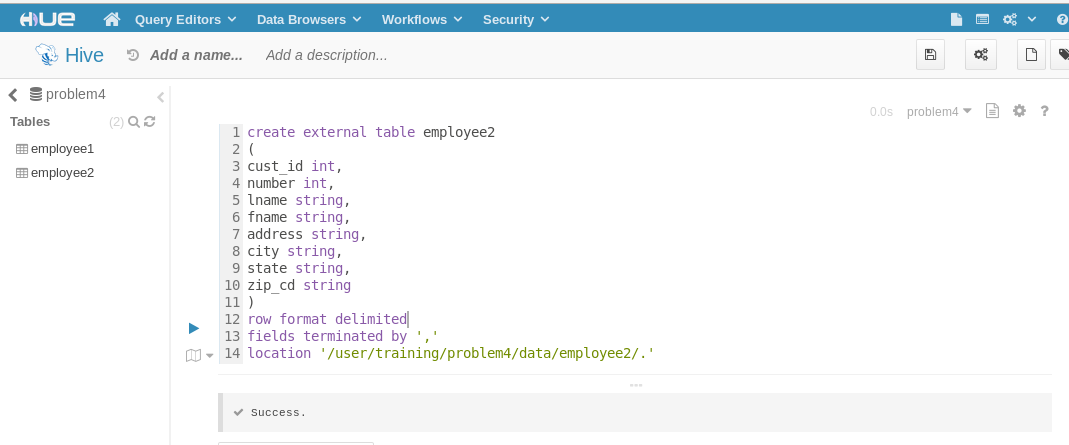 HUE Query Editors Data Browsers Workflows Security ?
Hive Add a name... Add a description...
problem4
0.0s problem4 ?
Tables (2)
employee1
employee2
1 create external table employee2
2 (
3 cust_id int,
4 number int,
5 lname string,
6 fname string,
7 address string,
8 city string,
9 state string,
10 zip_cd string
11 )
12 row format delimited
13 fields terminated by ','
14 location '/user/training/problem4/data/employee2/.'
Success.